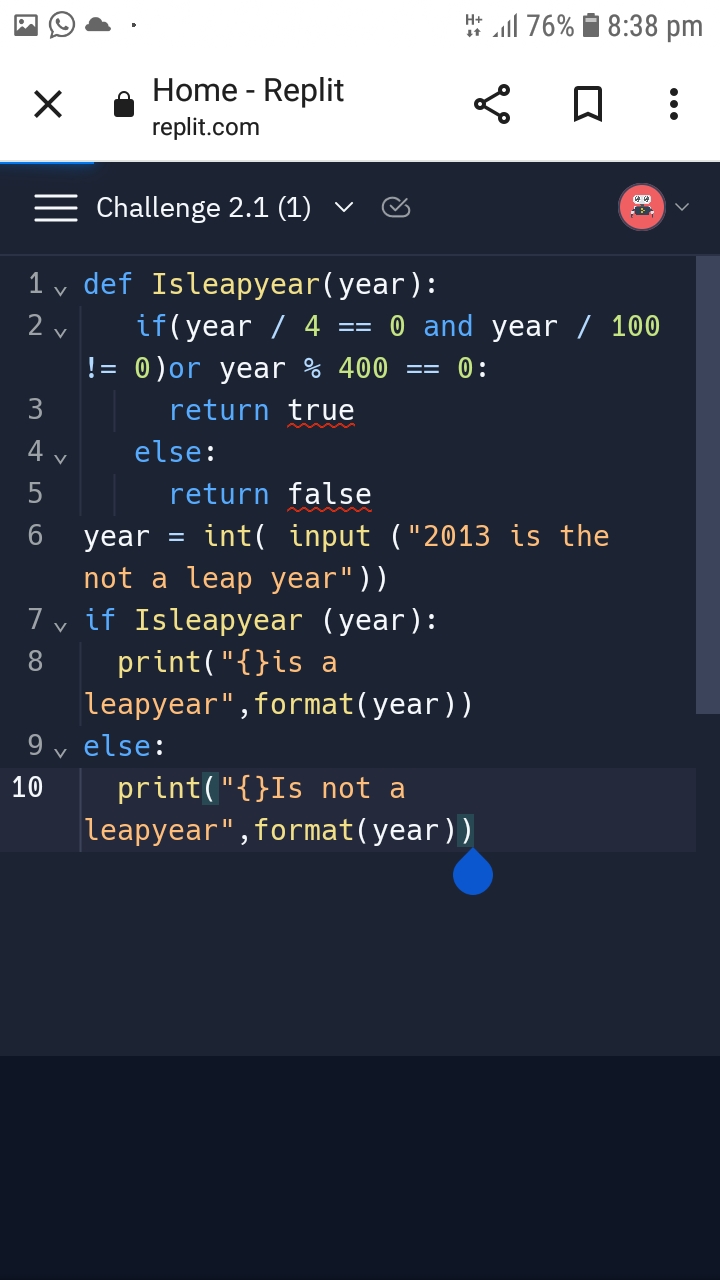 H+ 76% 8:38 pm
Home - Replit
replit.com
Challenge 2.1 (1)
1 def Isleapyear(year):
2 if(year / 4 == 0 and year / 100
!= 0)or year % 400 == 0:
3 return true
4 else:
5 return false
6 year = int( input ("2013 is the
not a leap year"))
7 if Isleapyear (year):
8 print("{}is a
leapyear",format(year))
9 else:
10 print("{}Is not a
leapyear",format(year))